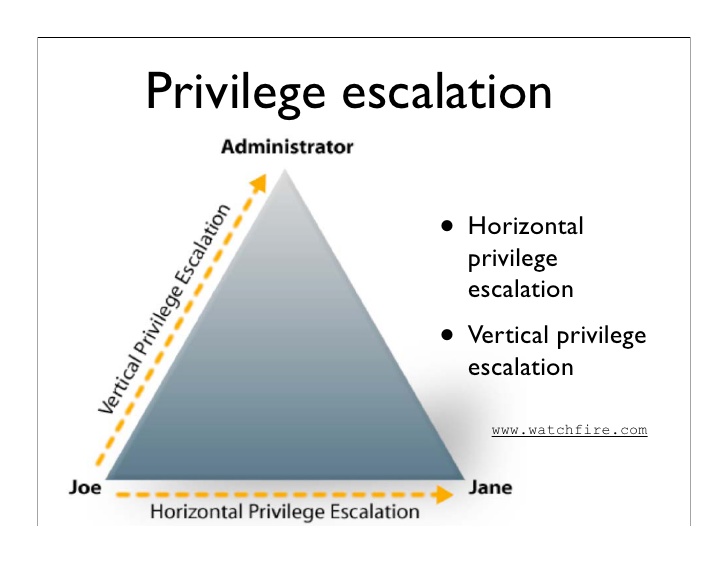 Privilege escalation
Administrator
Vertical Privilege Escalation
Joe
Jane
Horizontal Privilege Escalation
• Horizontal
privilege
escalation
• Vertical privilege
escalation
www.watchfire.com